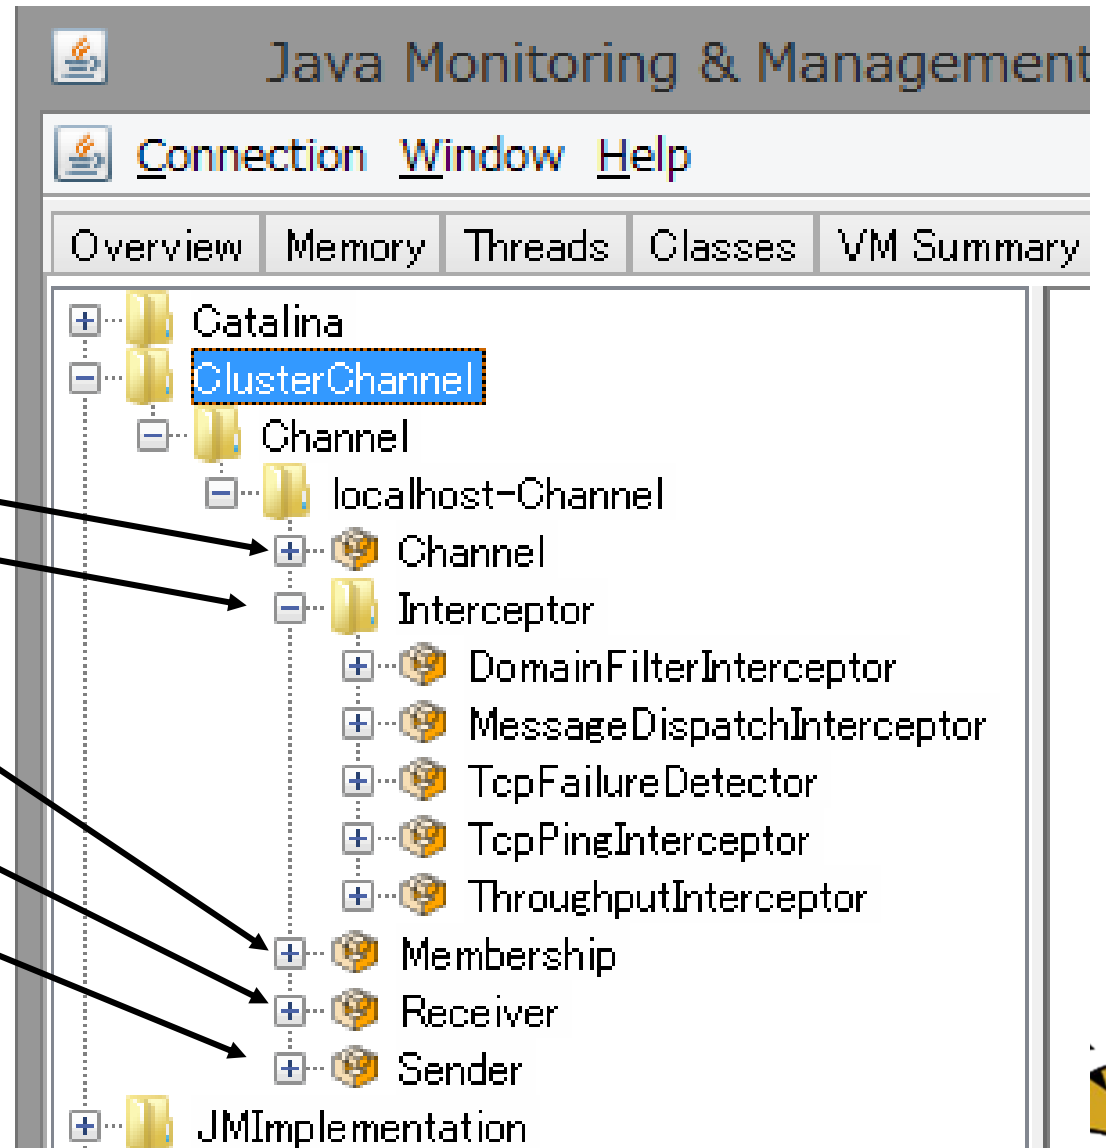 Java Monitoring & Management
Connection Window Help
Overview Memory Threads Classes VM Summary
Catalina
ClusterChannel
Channel
localhost-Channel
Channel
Interceptor
DomainFilterInterceptor
MessageDispatchInterceptor
TcpFailureDetector
TcpPingInterceptor
ThroughputInterceptor
Membership
Receiver
Sender
JMImplementation